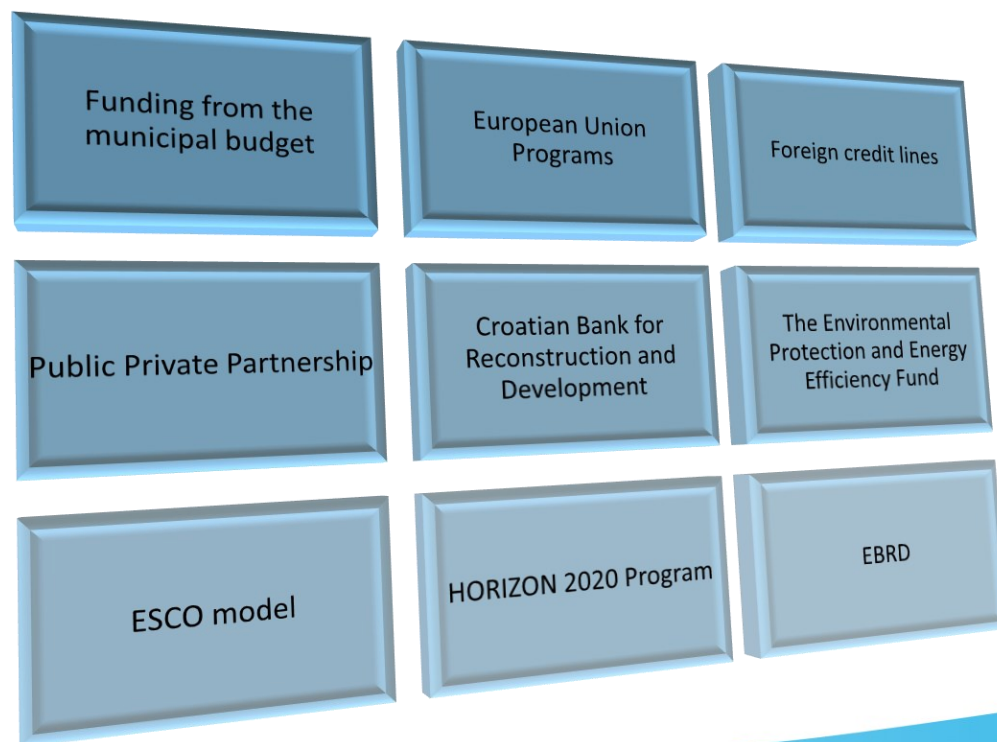 Funding from the
municipal budget
European Union
Programs
Foreign credit lines
Public Private Partnership
Croatian Bank for
Reconstruction and
Development
The Environmental
Protection and Energy
Efficiency Fund
ESCO model
HORIZON 2020 Program
EBRD